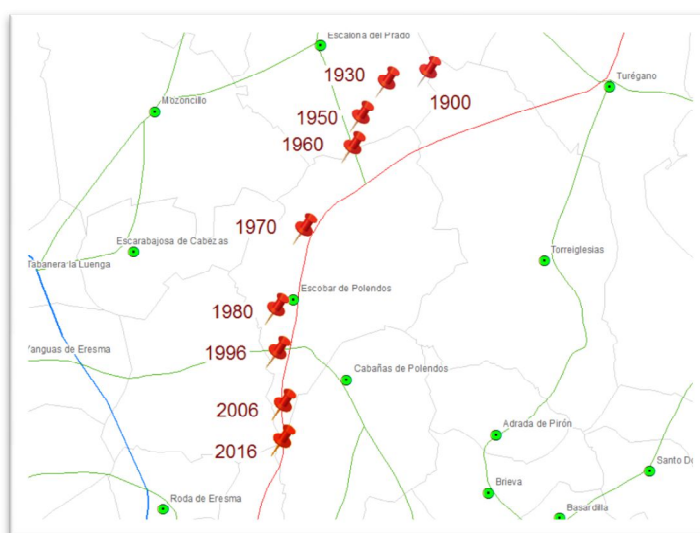 Escalona del Prado
1930
Turégano
Mozoncillo
1900
1950
1960
1970
Escarabajosa de Cabezas
Torreiglesias
Tabanera la Luenga
Escobar de Polendos
1980
Yanguas de Eresma
1996
Cabañas de Polendos
2006
Adrada de Pirón
2016
Santo Do
Brieva
Roda de Eresma
Basardilla